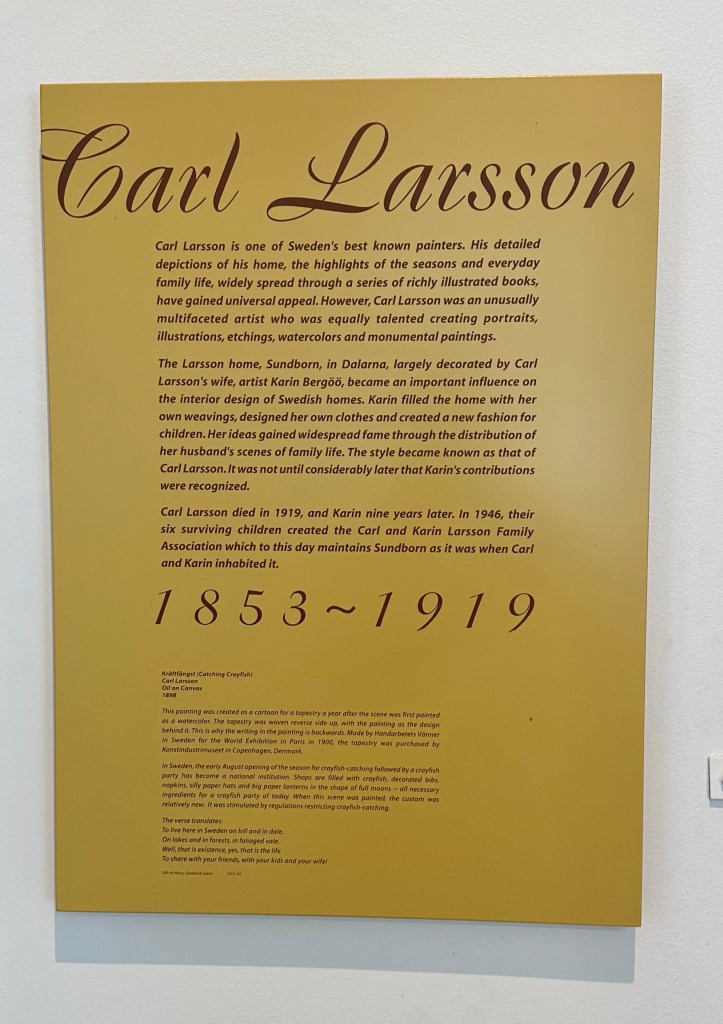 Carl Larsson
Carl Larsson is one of Sweden's best known painters. His detailed
depictions of his home, the highlights of the seasons and everyday
family life, widely spread through a series of richly illustrated books,
have gained universal appeal. However, Carl Larsson was an unusually
multifaceted artist who was equally talented creating portraits,
illustrations, etchings, watercolors and monumental paintings.
The Larsson home, Sundborn, in Dalarna, largely decorated by Carl
Larsson's wife, artist Karin Bergöö, became an important influence on
the interior design of Swedish homes. Karin filled the home with her
own weavings, designed her own clothes and created a new fashion for
children. Her ideas gained widespread fame through the distribution of
her husband's scenes of family life. The style became known as that of
Carl Larsson. It was not until considerably later that Karin's contributions
were recognized.
Carl Larsson died in 1919, and Karin nine years later. In 1946, their
six surviving children created the Carl and Karin Larsson Family
Association which to this day maintains Sundborn as it was when Carl
and Karin inhabited it.
1853~1919
Kräftfångst (Catching Crayfish)
Carl Larsson
Oil on Canvas
1898
This painting was created as a cartoon for a tapestry a year after the scene was first painted
as a watercolor. The tapestry was woven reverse side up, with the painting as the design
behind it. This is why the writing in the painting is backwards. Made by Handarbetets Vänner
in Sweden for the World Exhibition in Paris in 1900, the tapestry was purchased by
Konstindustrimuseet in Copenhagen, Denmark.
In Sweden, the early August opening of the season for crayfish-catching followed by a crayfish
party has become a national institution. Shops are filled with crayfish, decorated bibs,
napkins, silly paper hats and big paper lanterns in the shape of full moons – all necessary
ingredients for a crayfish party of today. When this scene was painted, the custom was
relatively new. It was stimulated by regulations restricting crayfish-catching.
The verse translates:
To live here in Sweden on hill and in dale,
On lakes and in forests, in foliaged vale.
Well, that is existence, yes, that is the life
To share with your friends, with your kids and your wife!
Gift of Henry Goddard Leach